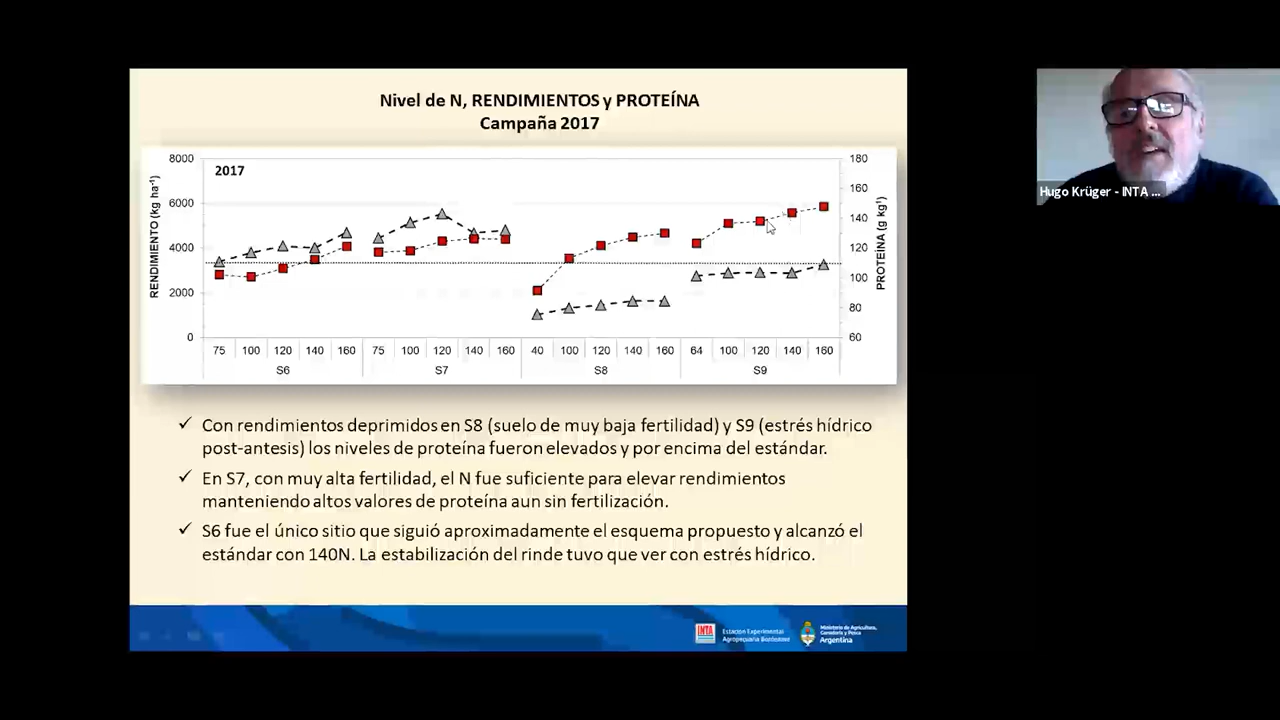 Nivel de N, RENDIMIENTOS y PROTEÍNA
Campaña 2017
2017
8000
6000
4000
2000
0
RENDIMIENTO (kg ha⁻¹)
180
160
140
120
100
80
60
PROTEÍNA (g kg¹)
75 100 120 140 160 75 100 120 140 160 40 100 120 140 160 64 100 120 140 160
S6 S7 S8 S9
✓ Con rendimientos deprimidos en S8 (suelo de muy baja fertilidad) y S9 (estrés hídrico
post-antesis) los niveles de proteína fueron elevados y por encima del estándar.
✓ En S7, con muy alta fertilidad, el N fue suficiente para elevar rendimientos
manteniendo altos valores de proteína aun sin fertilización.
✓ S6 fue el único sitio que siguió aproximadamente el esquema propuesto y alcanzó el
estándar con 140N. La estabilización del rinde tuvo que ver con estrés hídrico.
INTA
Estación Experimental
Agropecuaria Bordenave
Ministerio de Agricultura,
Ganadería y Pesca
Argentina
Hugo Krüger - INTA ...